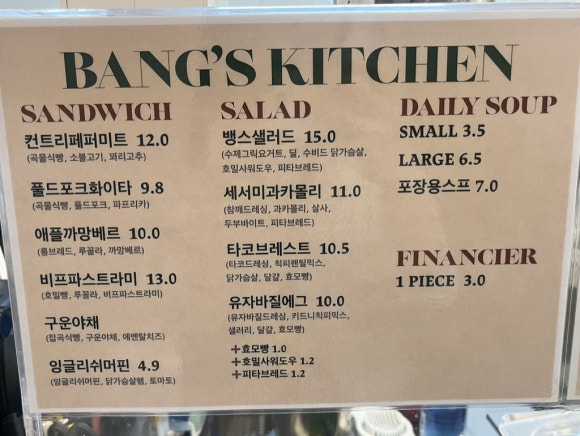 BANG'S KITCHEN
SANDWICH
컨트리페퍼미트 12.0
(곡물식빵, 소불고기, 꽈리고추)
풀드포크화이타 9.8
(곡물식빵, 풀드포크, 파프리카)
애플까망베르 10.0
(롱브레드, 루꼴라, 까망베르)
비프파스트라미 13.0
(호밀빵, 루꼴라, 비프파스트라미)
구운야채
(잡곡식빵, 구운야채, 에멘탈치즈)
잉글리쉬머핀 4.9
(잉글리쉬머핀, 닭가슴살햄, 토마토)
SALAD
뱅스샐러드 15.0
(수제그릭요거트, 딜, 수비드 닭가슴살,
호밀사워도우, 피타브레드)
세서미과카몰리 11.0
(참깨드레싱, 과카몰리, 살사,
두부바이트, 피타브레드)
타코브레스트 10.5
(타코드레싱, 칙피렌틸믹스,
닭가슴살, 달걀, 효모빵)
유자바질에그 10.0
(유자바질드레싱, 키드니칙피믹스,
샐러리, 달걀, 효모빵)
+효모빵 1.0
+호밀사워도우 1.2
+피타브레드 1.2
DAILY SOUP
SMALL 3.5
LARGE 6.5
포장용스프 7.0
FINANCIER
1 PIECE 3.0